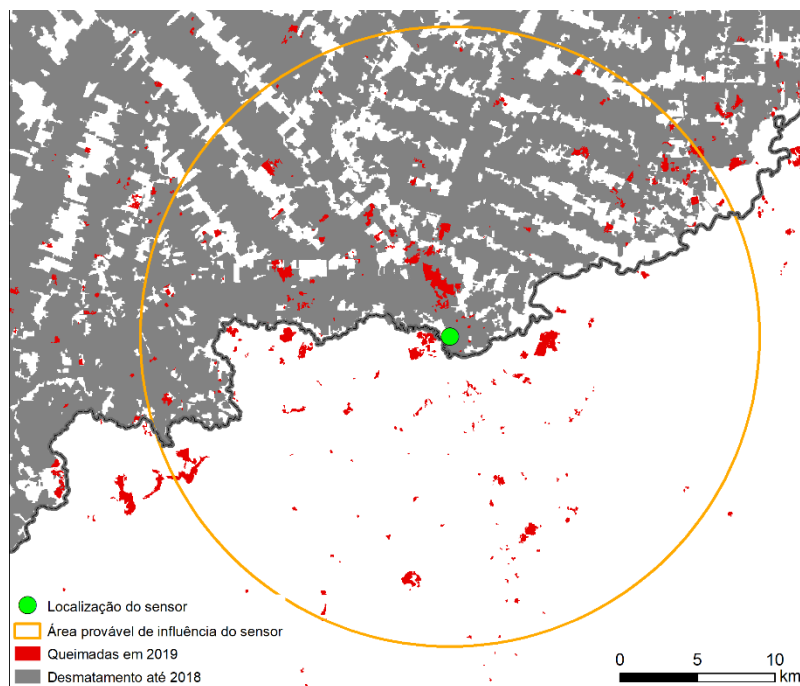 Localização do sensor
Área provável de influência do sensor
Queimadas em 2019
Desmatamento até 2018
0 5 10
km